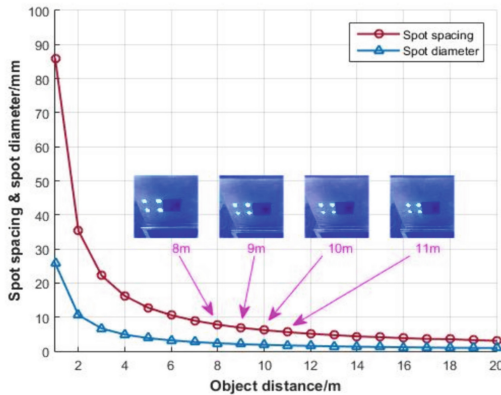 Spot spacing & spot diameter/mm
100
90
80
70
60
50
40
30
20
10
0
Spot spacing
Spot diameter
8m
9m
10m
11m
2
4
6
8
10
12
14
16
18
20
Object distance/m